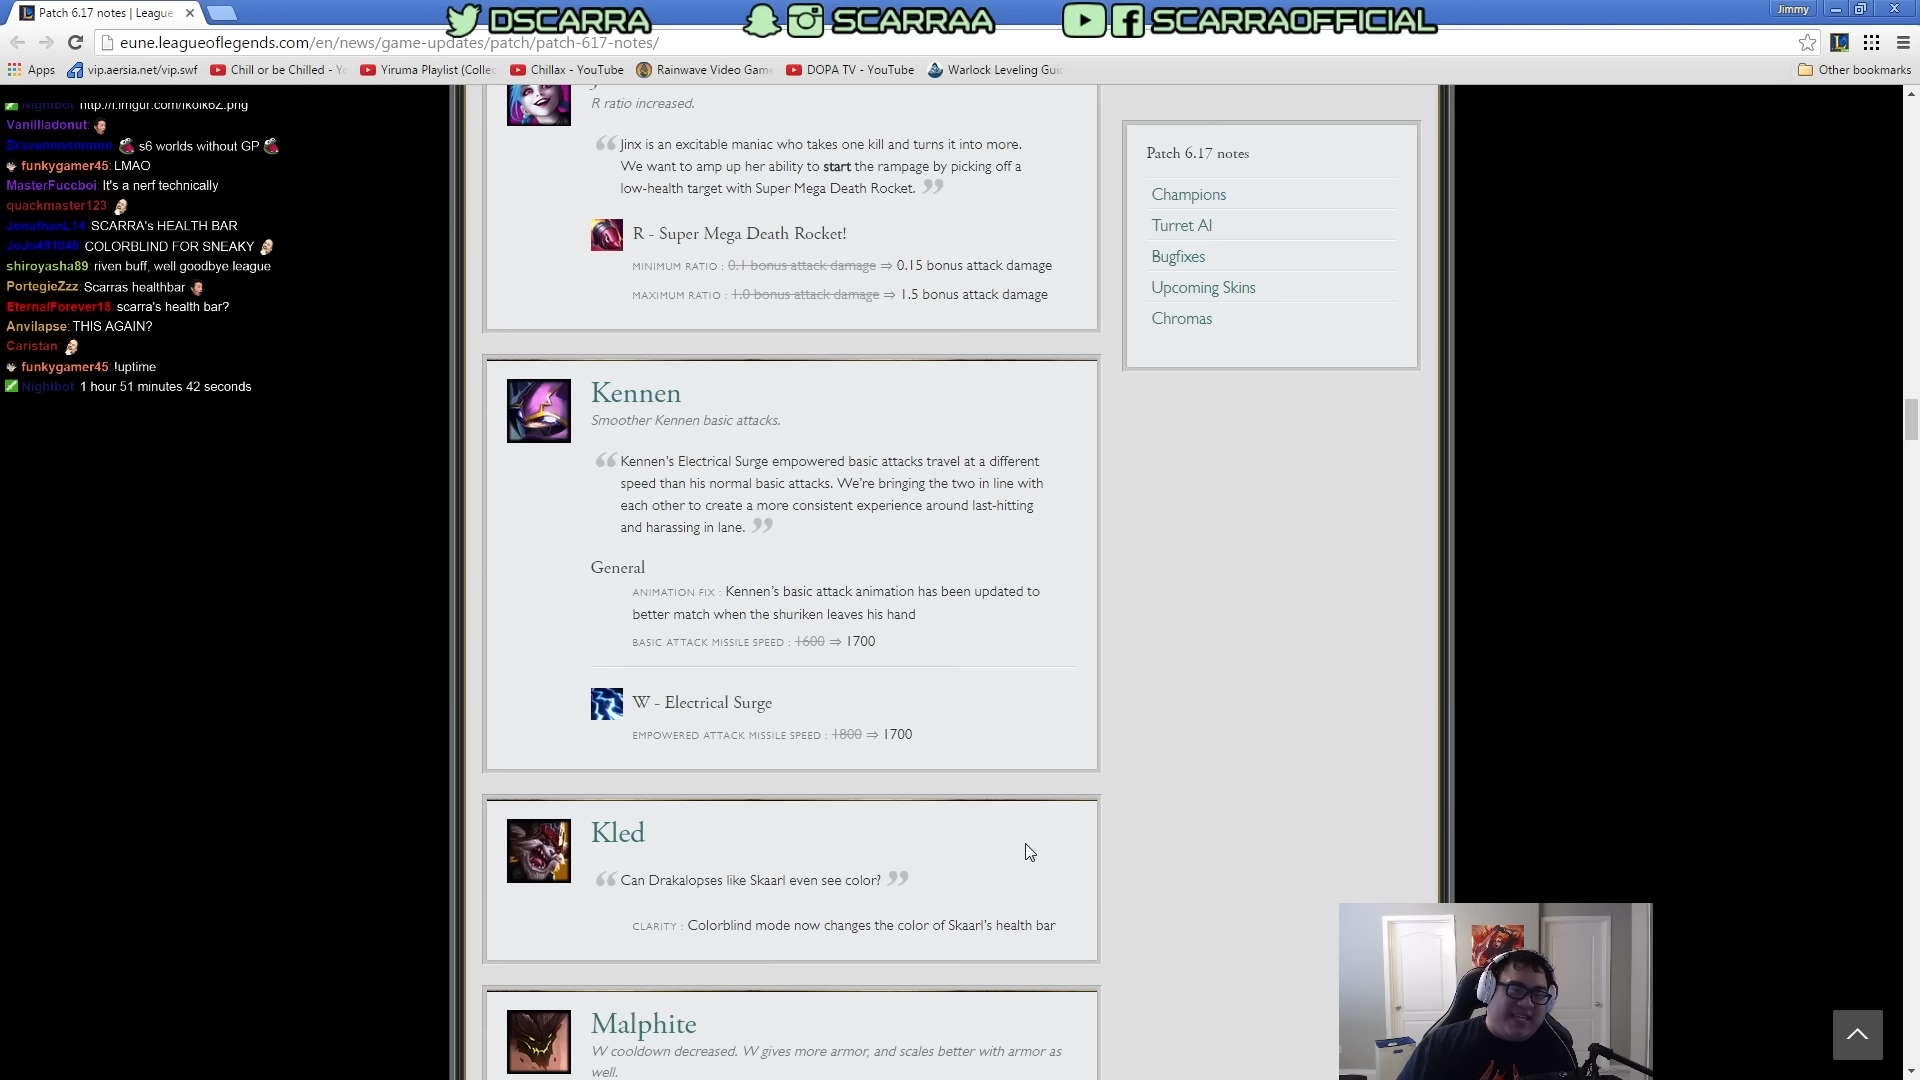 Patch 6.17 notes | League
DSCARRA
SCARRAA
SCARRAOFFICIAL
Jimmy
eune.leagueoflegends.com/en/news/game-updates/patch/patch-617-notes/
Apps
vip.aersia.net/vip.swf
Chill or be Chilled - Yo
Yiruma Playlist (Collec
Chillax - YouTube
Rainwave Video Game
DOPA TV - YouTube
Warlock Leveling Guid
Other bookmarks
VanillIadonut:
s6 worlds without GP
funkygamer45: LMAO
MasterFuccboi: It's a nerf technically
quackmaster123:
JonathanL14: SCARRA's HEALTH BAR
JoJo491048: COLORBLIND FOR SNEAKY
shiroyasha89: riven buff, well goodbye league
PortegieZzz: Scarras healthbar
EternalForever18: scarra's health bar?
Anvilapse: THIS AGAIN?
Caristan:
funkygamer45: !uptime
Nightbot: 1 hour 51 minutes 42 seconds
R ratio increased.
“ Jinx is an excitable maniac who takes one kill and turns it into more.
We want to amp up her ability to start the rampage by picking off a
low-health target with Super Mega Death Rocket. ”
R - Super Mega Death Rocket!
MINIMUM RATIO : 0.1 bonus attack damage ⇒ 0.15 bonus attack damage
MAXIMUM RATIO : 1.0 bonus attack damage ⇒ 1.5 bonus attack damage
Kennen
Smoother Kennen basic attacks.
“ Kennen’s Electrical Surge empowered basic attacks travel at a different
speed than his normal basic attacks. We’re bringing the two in line with
each other to create a more consistent experience around last-hitting
and harassing in lane. ”
General
ANIMATION FIX : Kennen’s basic attack animation has been updated to
better match when the shuriken leaves his hand
BASIC ATTACK MISSILE SPEED : 1600 ⇒ 1700
W - Electrical Surge
EMPOWERED ATTACK MISSILE SPEED : 1800 ⇒ 1700
Kled
“ Can Drakalopses like Skaarl even see color? ”
CLARITY : Colorblind mode now changes the color of Skaarl’s health bar
Malphite
W cooldown decreased. W gives more armor, and scales better with armor as
well.
Patch 6.17 notes
Champions
Turret AI
Bugfixes
Upcoming Skins
Chromas